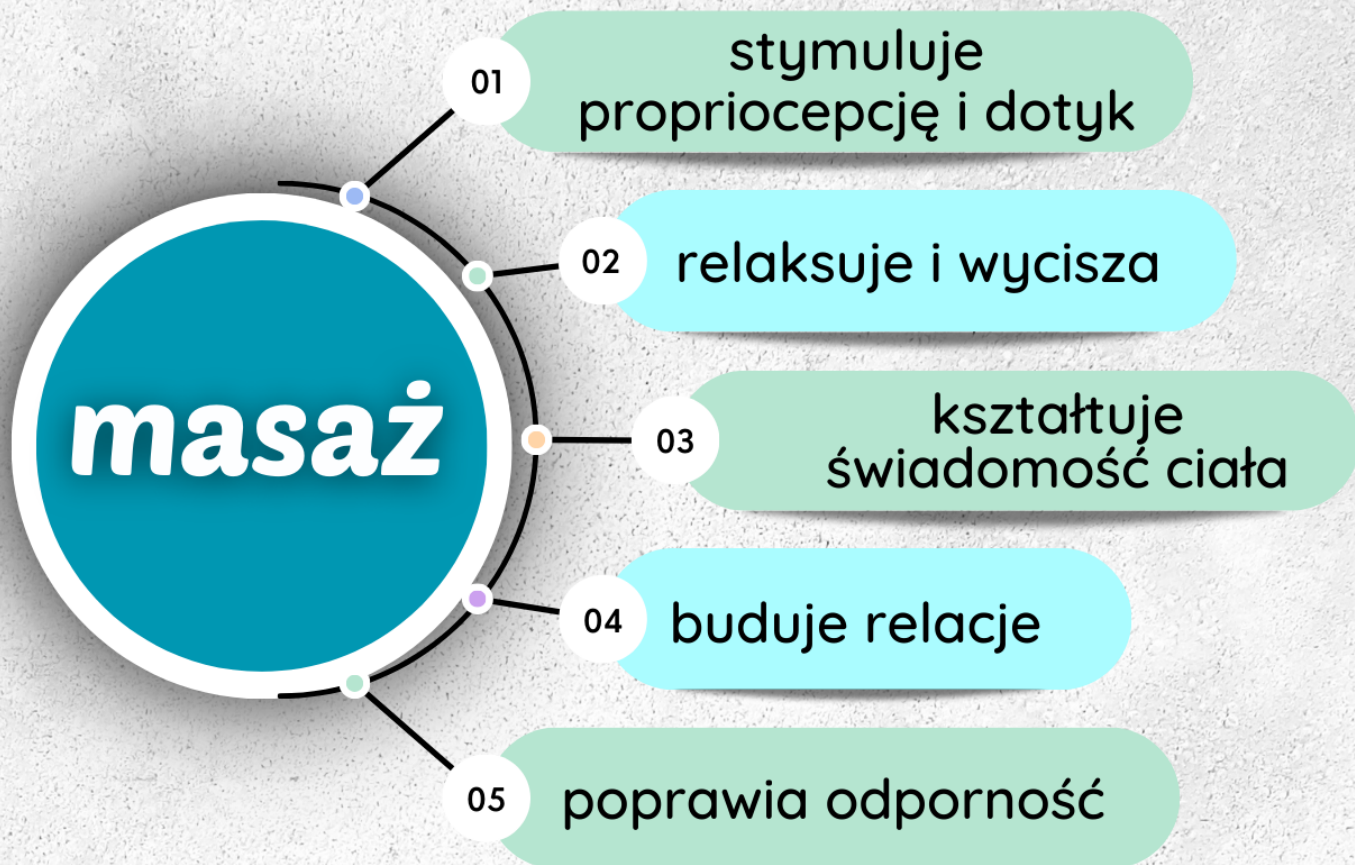 masaż
01
stymuluje
propriocepcję i dotyk
02
relaksuje i wycisza
03
kształtuje
świadomość ciała
04
buduje relacje
05
poprawia odporność